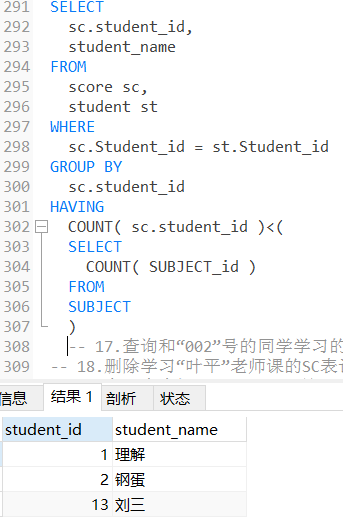 291 SELECT
292 sc.student_id,
293 student_name
294 FROM
295 score sc,
296 student st
297 WHERE
298 sc.Student_id = st.Student_id
299 GROUP BY
300 sc.student_id
301 HAVING
302 COUNT( sc.student_id )<(
303 SELECT
304 COUNT( SUBJECT_id )
305 FROM
306 SUBJECT
307 )
308 -- 17.查询和“002”号的同学学习的
309 -- 18.删除学习“叶平”老师课的SC表
信息 结果 1 剖析 状态
student_id student_name
1 理解
2 钢蛋
13 刘三